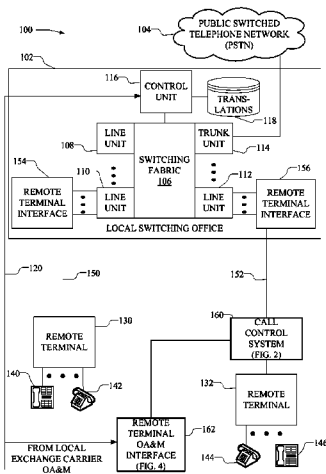 100
104
PUBLIC SWITCHED
TELEPHONE NETWORK
(PSTN)
102
116
CONTROL
UNIT
TRANS-
LATIONS
118
108
LINE
UNIT
TRUNK
UNIT
114
154
110
SWITCHING
FABRIC
106
112
156
REMOTE
TERMINAL
INTERFACE
LINE
UNIT
LINE
UNIT
REMOTE
TERMINAL
INTERFACE
LOCAL SWITCHING OFFICE
120
150
152
138
REMOTE
TERMINAL
160
CALL
CONTROL
SYSTEM
(FIG. 2)
140
142
132
REMOTE
TERMINAL
REMOTE
TERMINAL
OA&M
INTERFACE
(FIG. 4)
162
FROM LOCAL
EXCHANGE CARRIER
OA&M
144
146